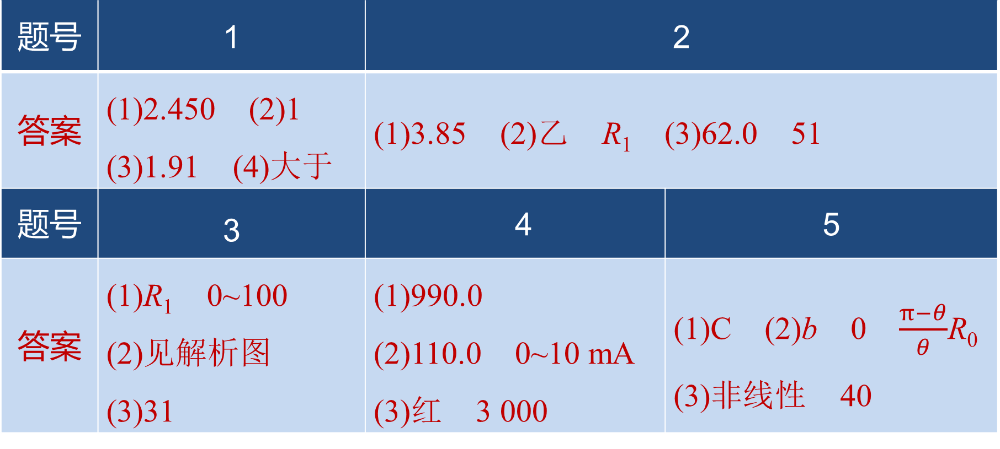 题号 1 2
答案 (1)2.450 (2)1
(3)1.91 (4)大于
(1)3.85 (2)乙 R₁ (3)62.0 51
题号 3 4 5
答案 (1)R₁ 0~100
(2)见解析图
(3)31
(1)990.0
(2)110.0 0~10 mA
(3)红 3 000
(1)C (2)b 0 \frac{π−θ}{θ}R₀
(3)非线性 40